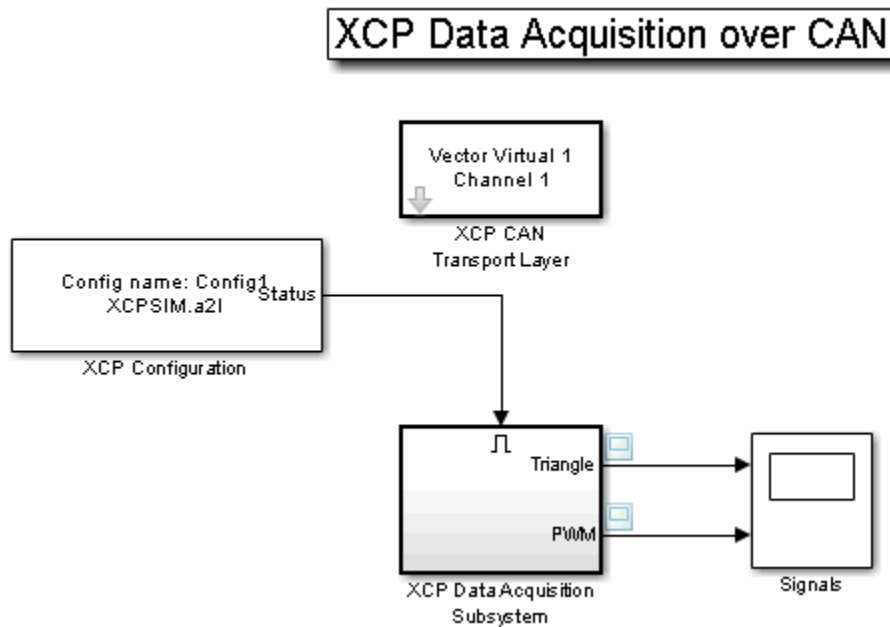 XCP Data Acquisition over CAN
Vector Virtual 1
Channel 1
XCP CAN
Transport Layer
Config name: Config1
XCPSIM.a2l
Status
XCP Configuration
Triangle
PWM
XCP Data Acquisition
Subsystem
Signals